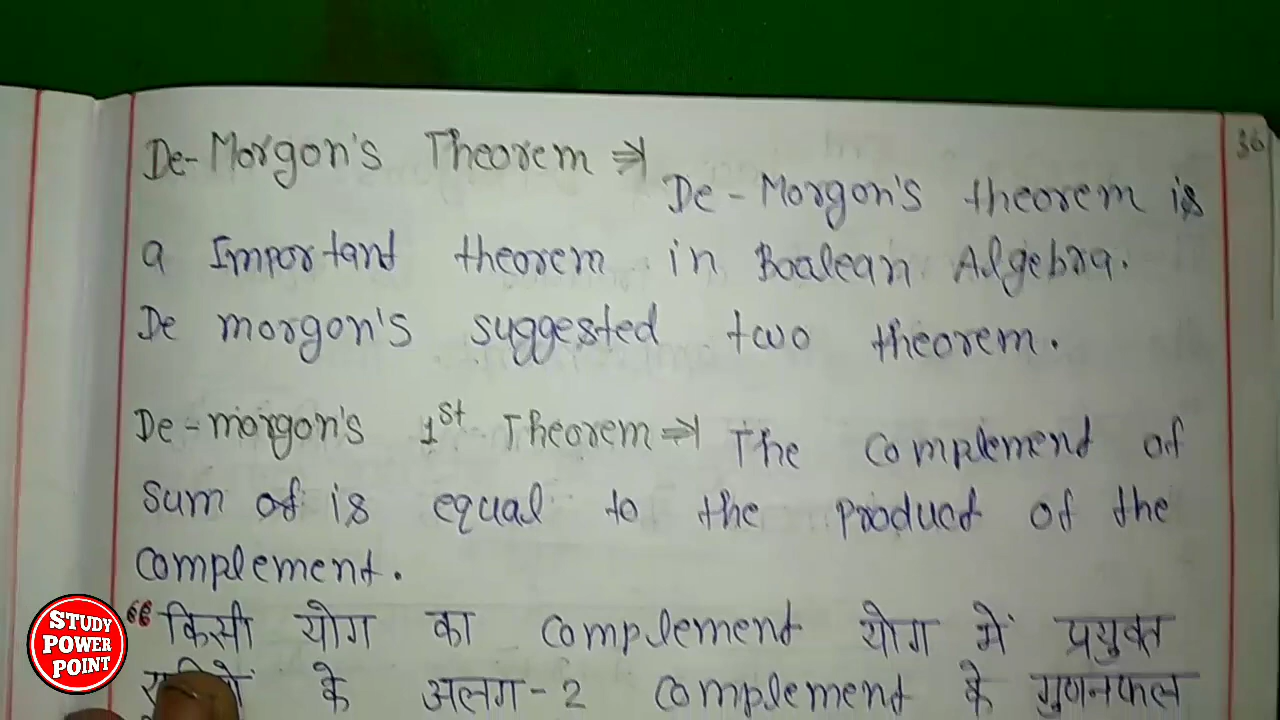 36
De-Morgon's Theorem ⇒
De-Morgon's theorem is
a Important theorem in Boalean Algebra.
De morgon's suggested two theorem.
De-morgon's 1st Theorem ⇒ The Complement of
sum of is equal to the product of the
complement.
“ किसी योग का Complement योग में प्रयुक्त
के अलग-2 Complement के गुणनफल
STUDY
POWER
POINT